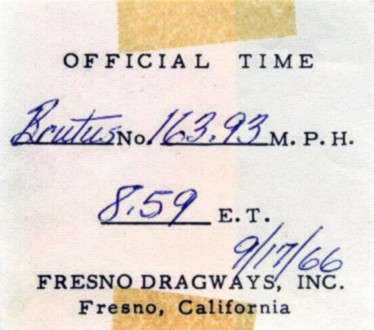 OFFICIAL TIME
Brutus No. 163.93 M.P.H.
8.59 E.T.
9/17/66
FRESNO DRAGWAYS, INC.
Fresno, California